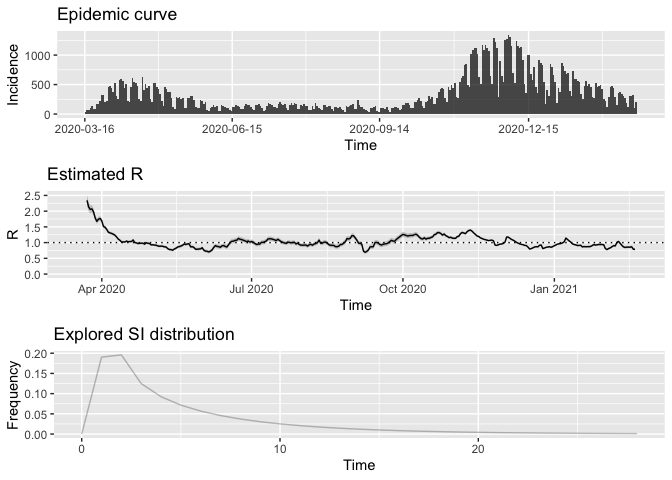 Epidemic curve
Incidence
1000
500
0
2020-03-16 2020-06-15 2020-09-14 2020-12-15
Time
Estimated R
R
2.5
2.0
1.5
1.0
0.5
0.0
Apr 2020 Jul 2020 Oct 2020 Jan 2021
Time
Explored SI distribution
Frequency
0.20
0.15
0.10
0.05
0.00
0 10 20
Time